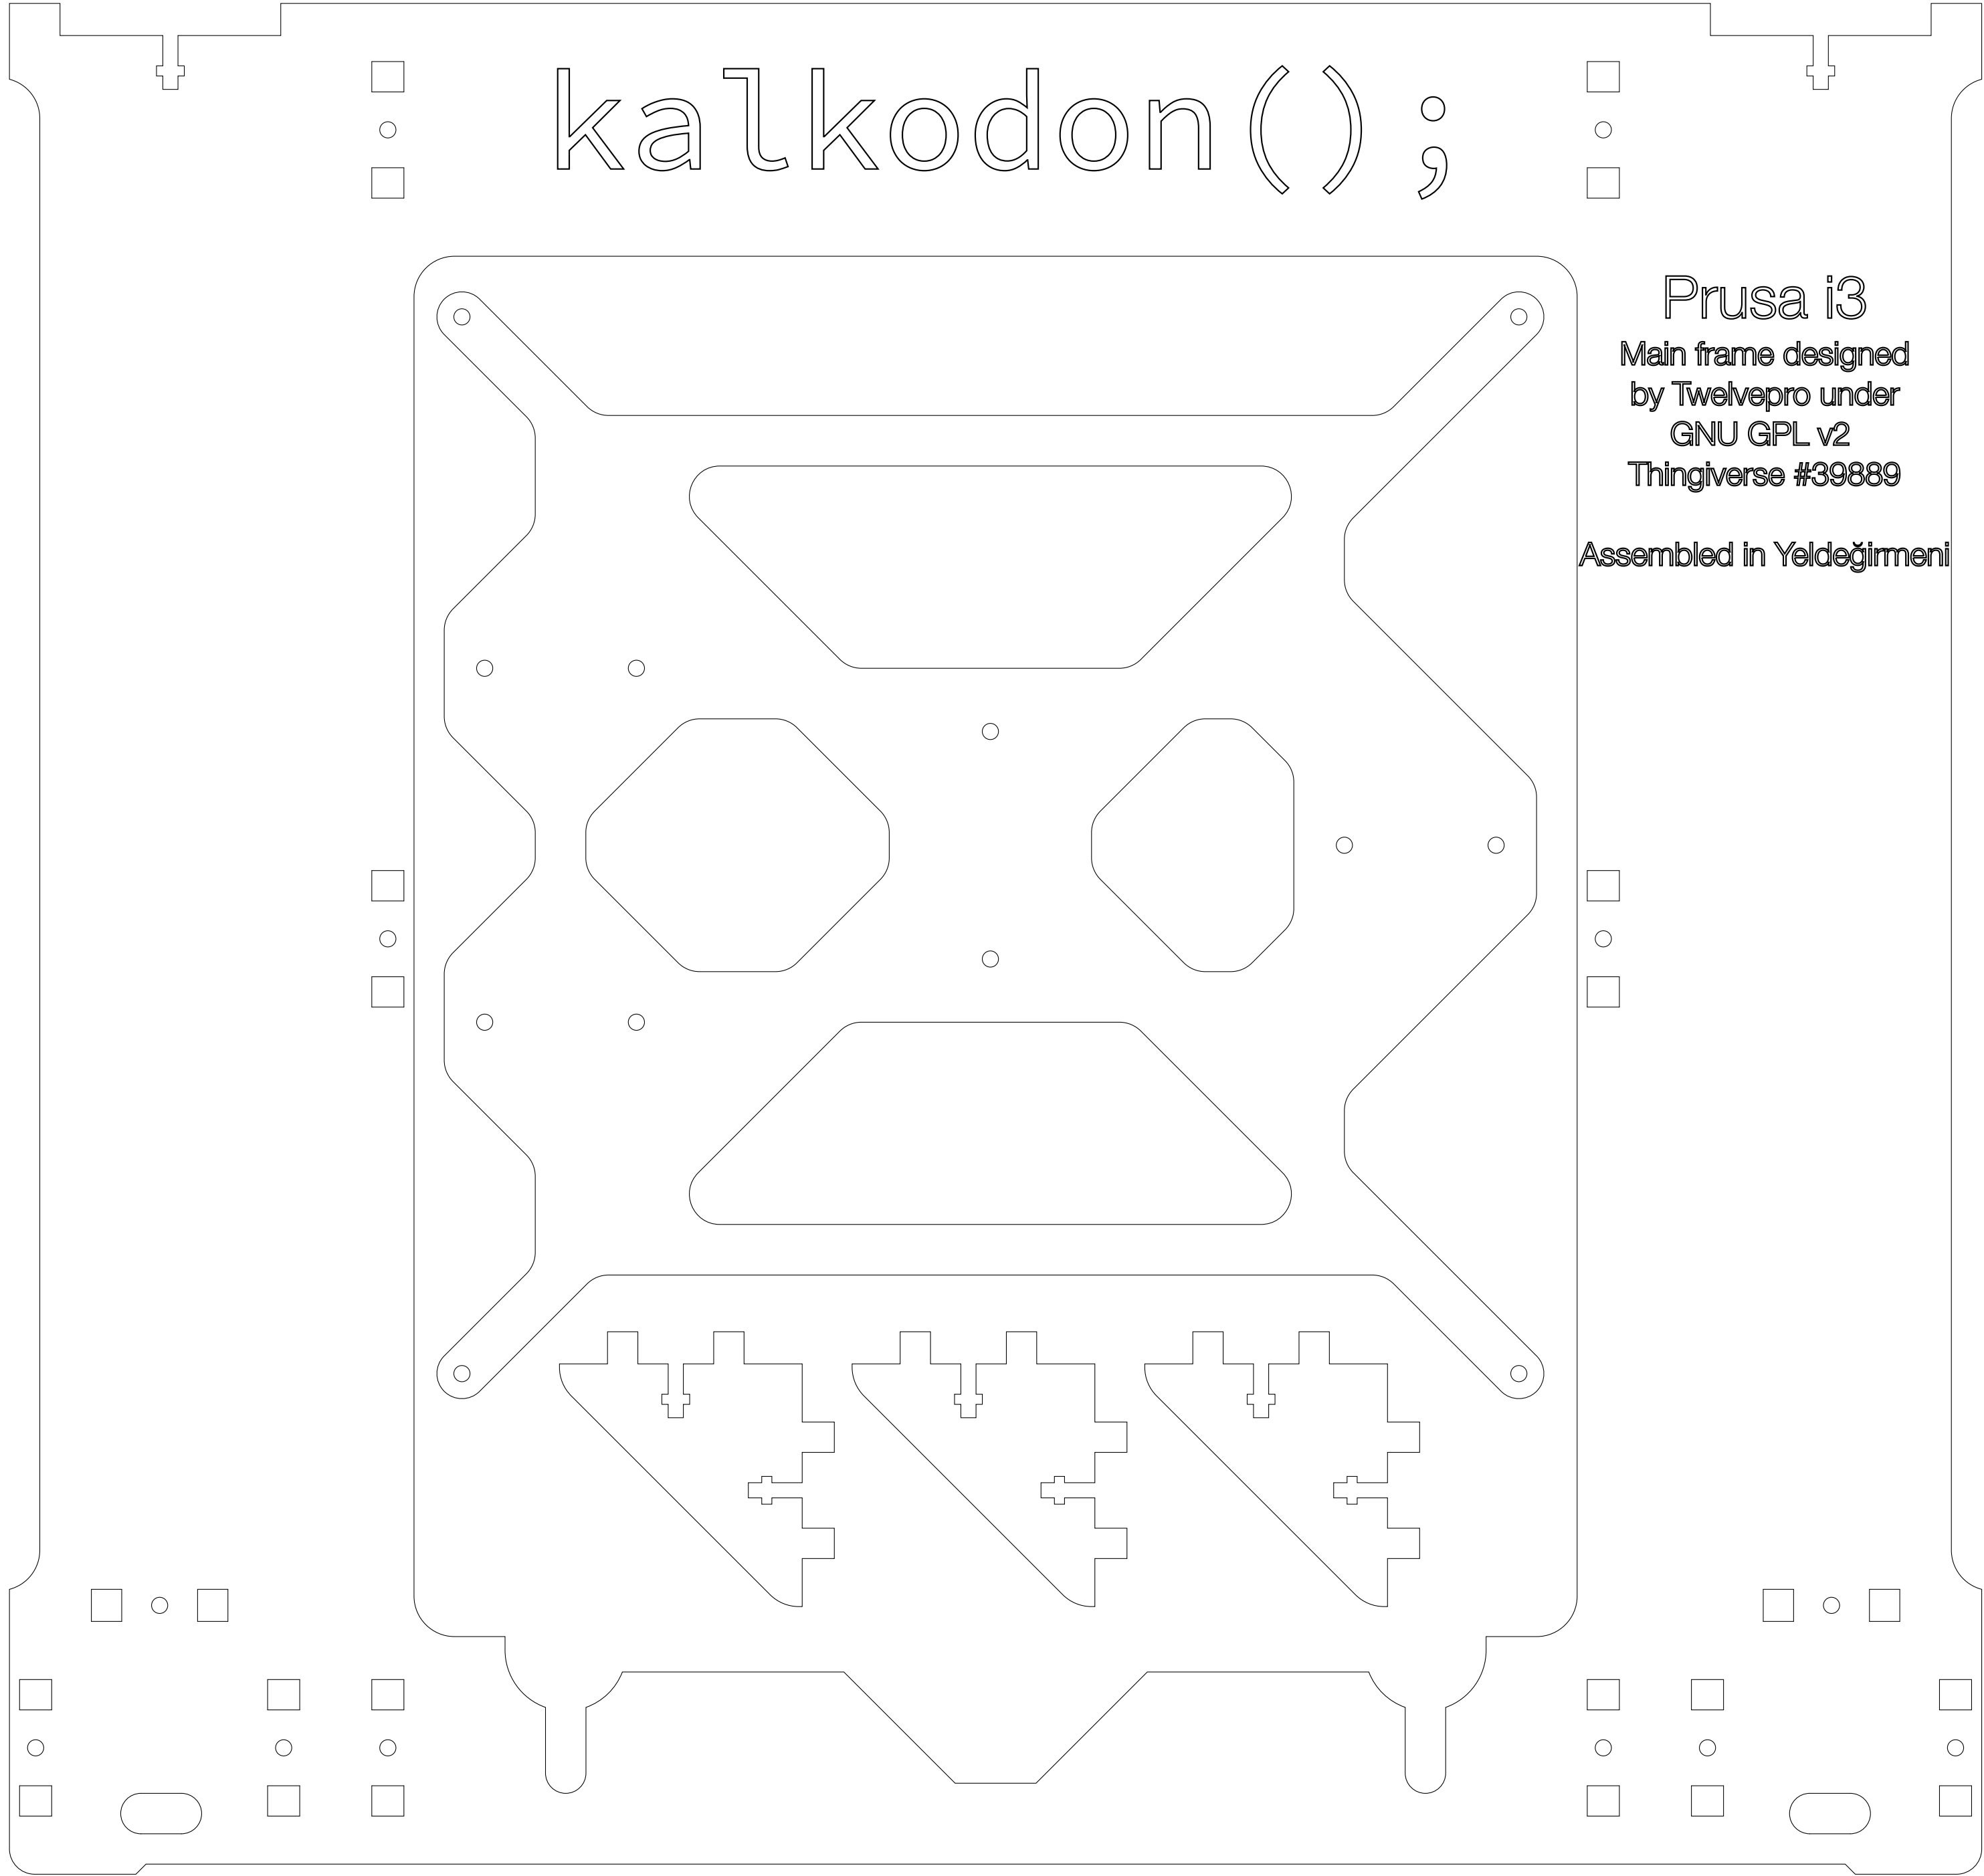 kalkodon();
Prusa i3
Main frame designed
by Twelvepro under
GNU GPL v2
Thingiverse #39889
Assembled in Yeldeğirmeni